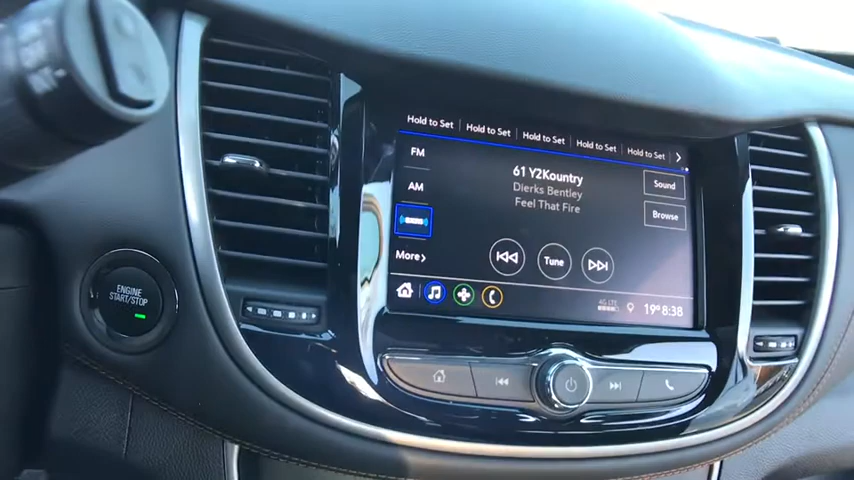 Hold to Set Hold to Set Hold to Set Hold to Set Hold to Set
FM
61 Y2Kountry
Sound
AM
Dierks Bentley
Feel That Fire
Browse
More
Tune
4G LTE
19° 8:38
ENGINE
START/STOP